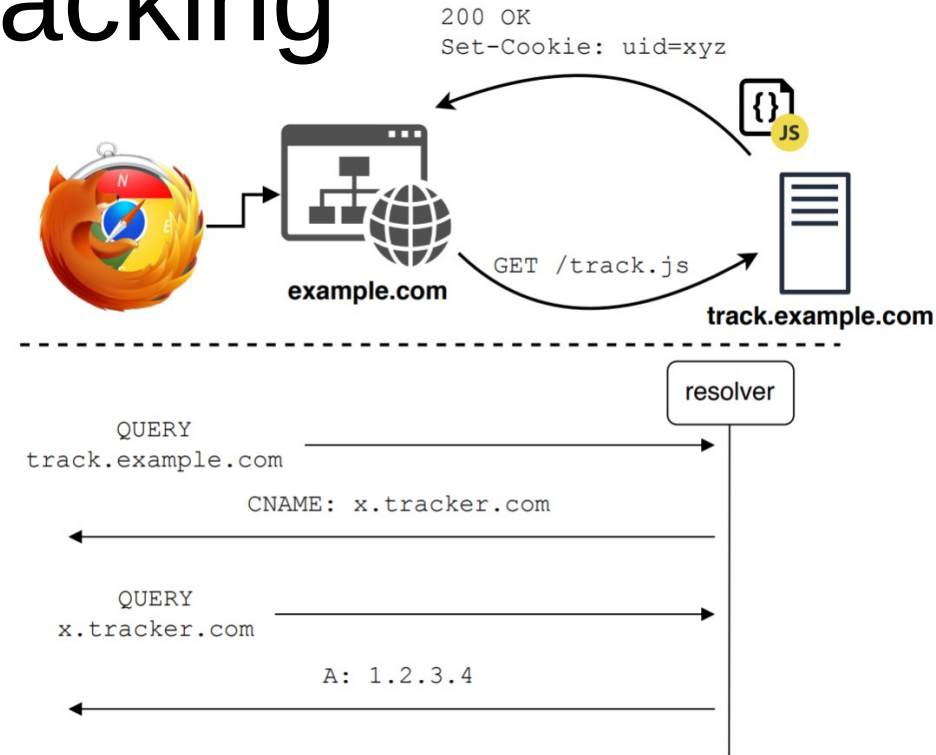 acking
200 OK
Set-Cookie: uid=xyz
{}
JS
N
GET /track.js
example.com
track.example.com
resolver
QUERY
track.example.com
CNAME: x.tracker.com
QUERY
x.tracker.com
A: 1.2.3.4